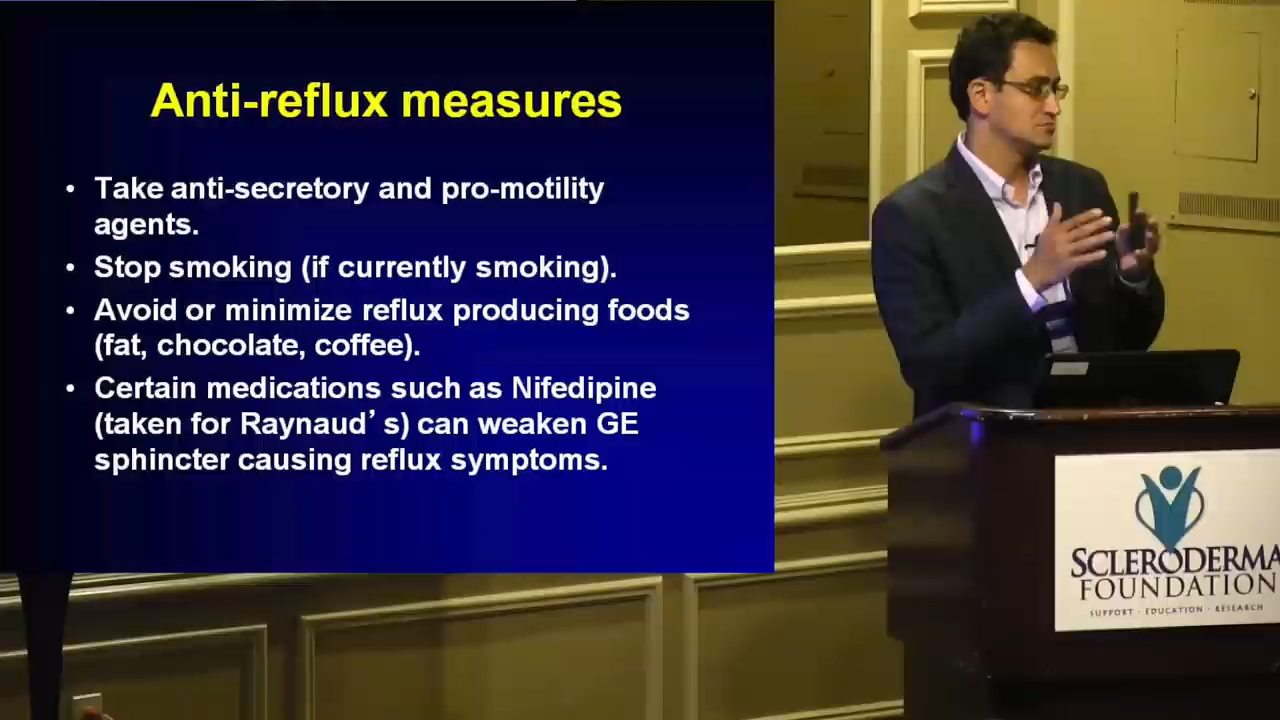 Anti-reflux measures
• Take anti-secretory and pro-motility
agents.
• Stop smoking (if currently smoking).
• Avoid or minimize reflux producing foods
(fat, chocolate, coffee).
• Certain medications such as Nifedipine
(taken for Raynaud’s) can weaken GE
sphincter causing reflux symptoms.
SCLERODERMA
FOUNDATION
SUPPORT · EDUCATION · RESEARCH